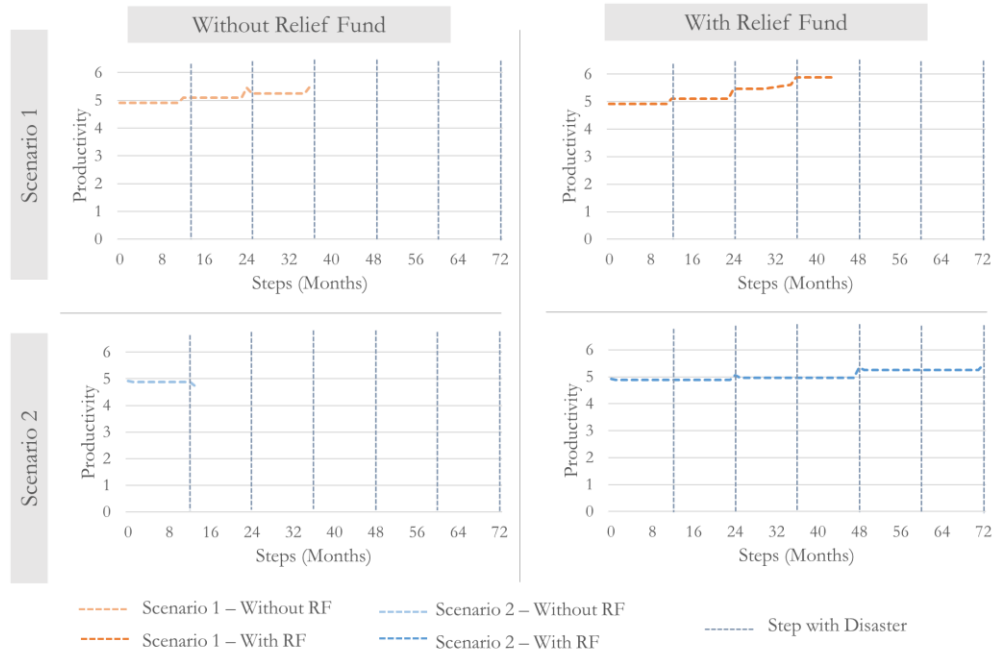 Without Relief Fund
With Relief Fund
Scenario 1
Productivity
6
5
4
3
2
1
0
0 8 16 24 32 40 48 56 64 72
Steps (Months)
Productivity
6
5
4
3
2
1
0
0 8 16 24 32 40 48 56 64 72
Steps (Months)
Scenario 2
Productivity
6
5
4
3
2
1
0
0 8 16 24 32 40 48 56 64 72
Steps (Months)
Productivity
6
5
4
3
2
1
0
0 8 16 24 32 40 48 56 64 72
Steps (Months)
Scenario 1 – Without RF
Scenario 2 – Without RF
Scenario 1 – With RF
Scenario 2 – With RF
Step with Disaster